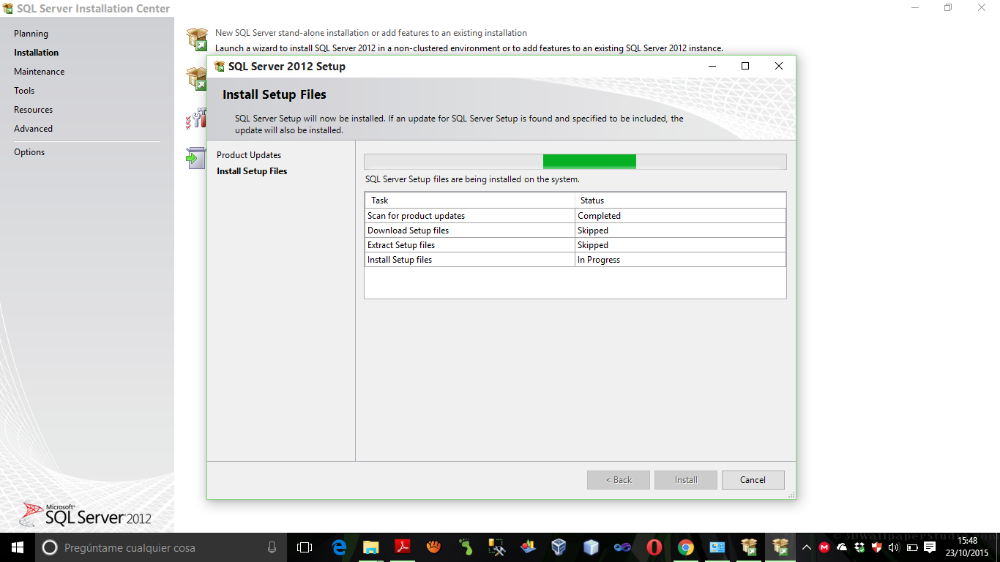 SQL Server Installation Center
Planning
Installation
Maintenance
Tools
Resources
Advanced
Options
New SQL Server stand-alone installation or add features to an existing installation
Launch a wizard to install SQL Server 2012 in a non-clustered environment or to add features to an existing SQL Server 2012 instance.
SQL Server 2012 Setup
Install Setup Files
SQL Server Setup will now be installed. If an update for SQL Server Setup is found and specified to be included, the
update will also be installed.
Product Updates
Install Setup Files
SQL Server Setup files are being installed on the system.
Task Status
Scan for product updates Completed
Download Setup files Skipped
Extract Setup files Skipped
Install Setup files In Progress
< Back Install Cancel
Microsoft®
SQL Server® 2012
Pregúntame cualquier cosa
© 3DWallpaperStudio.com
15:48
23/10/2015